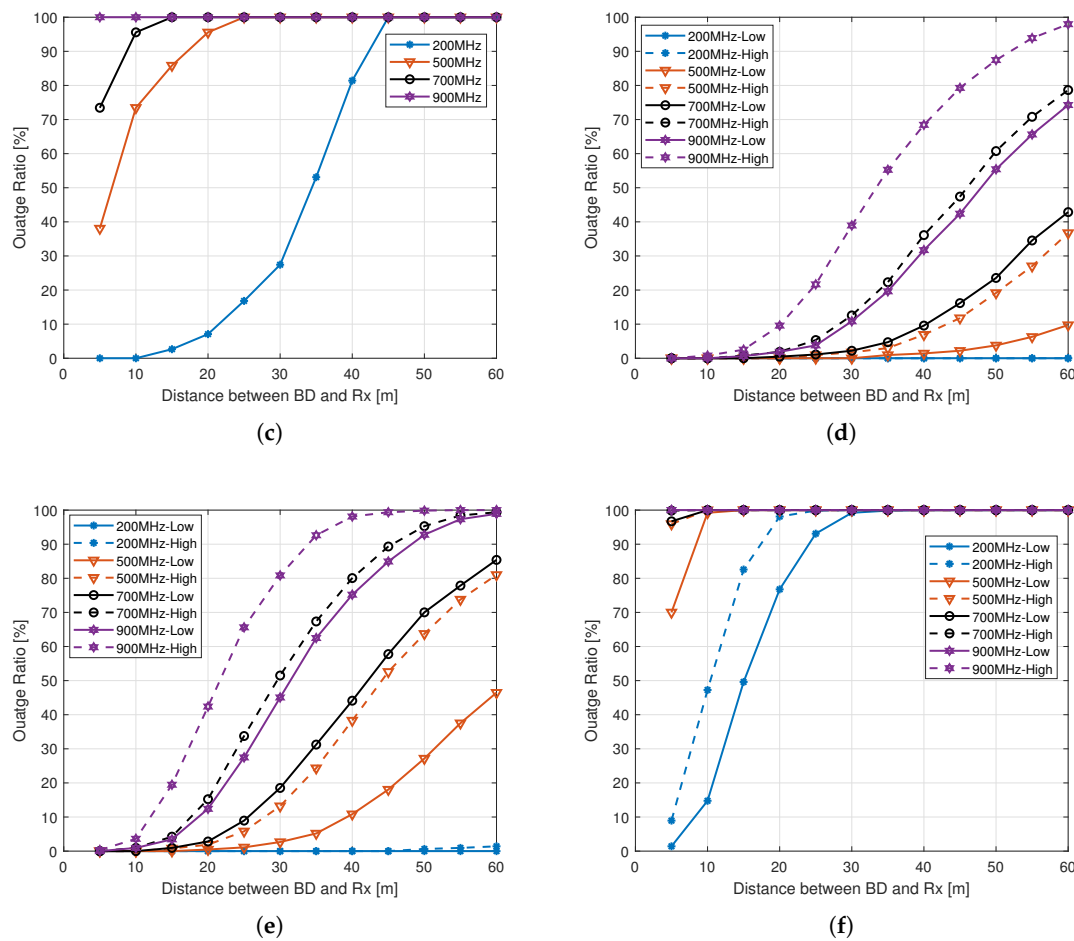 100
90
80
70
60
50
40
30
20
10
0
Ouatge Ratio [%]
200MHz
500MHz
700MHz
900MHz
0 10 20 30 40 50 60
Distance between BD and Rx [m]
(c)
100
90
80
70
60
50
40
30
20
10
0
Ouatge Ratio [%]
200MHz-Low
200MHz-High
500MHz-Low
500MHz-High
700MHz-Low
700MHz-High
900MHz-Low
900MHz-High
0 10 20 30 40 50 60
Distance between BD and Rx [m]
(d)
100
90
80
70
60
50
40
30
20
10
0
Ouatge Ratio [%]
200MHz-Low
200MHz-High
500MHz-Low
500MHz-High
700MHz-Low
700MHz-High
900MHz-Low
900MHz-High
0 10 20 30 40 50 60
Distance between BD and Rx [m]
(e)
100
90
80
70
60
50
40
30
20
10
0
Ouatge Ratio [%]
200MHz-Low
200MHz-High
500MHz-Low
500MHz-High
700MHz-Low
700MHz-High
900MHz-Low
900MHz-High
0 10 20 30 40 50 60
Distance between BD and Rx [m]
(f)